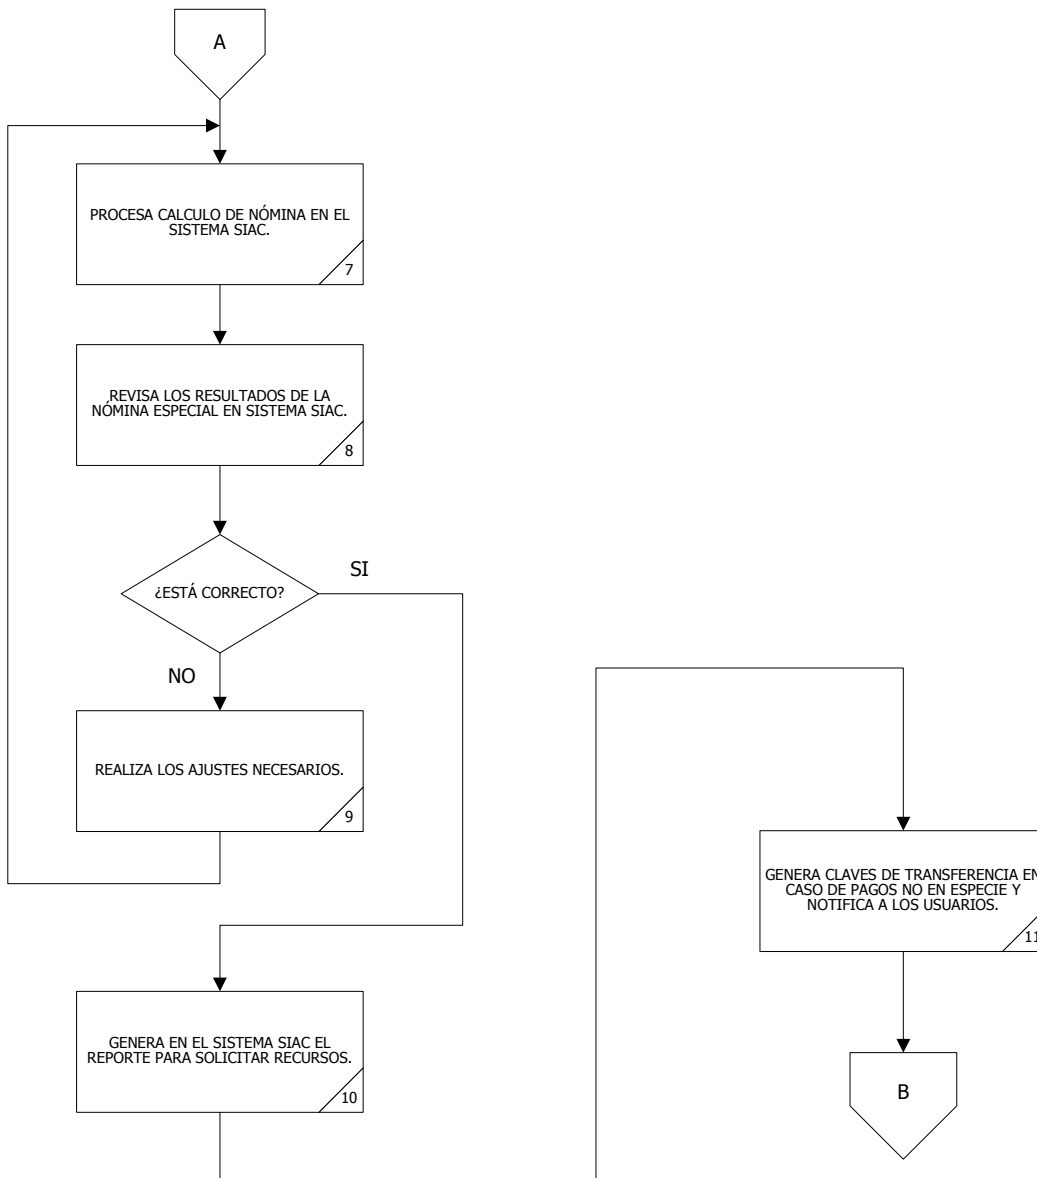 A
PROCESA CALCULO DE NÓMINA EN EL
SISTEMA SIAC.
7
REVISA LOS RESULTADOS DE LA
NÓMINA ESPECIAL EN SISTEMA SIAC.
8
¿ESTÁ CORRECTO?
SI
NO
REALIZA LOS AJUSTES NECESARIOS.
9
GENERA EN EL SISTEMA SIAC EL
REPORTE PARA SOLICITAR RECURSOS.
10
GENERA CLAVES DE TRANSFERENCIA EN
CASO DE PAGOS NO EN ESPECIE Y
NOTIFICA A LOS USUARIOS.
11
B